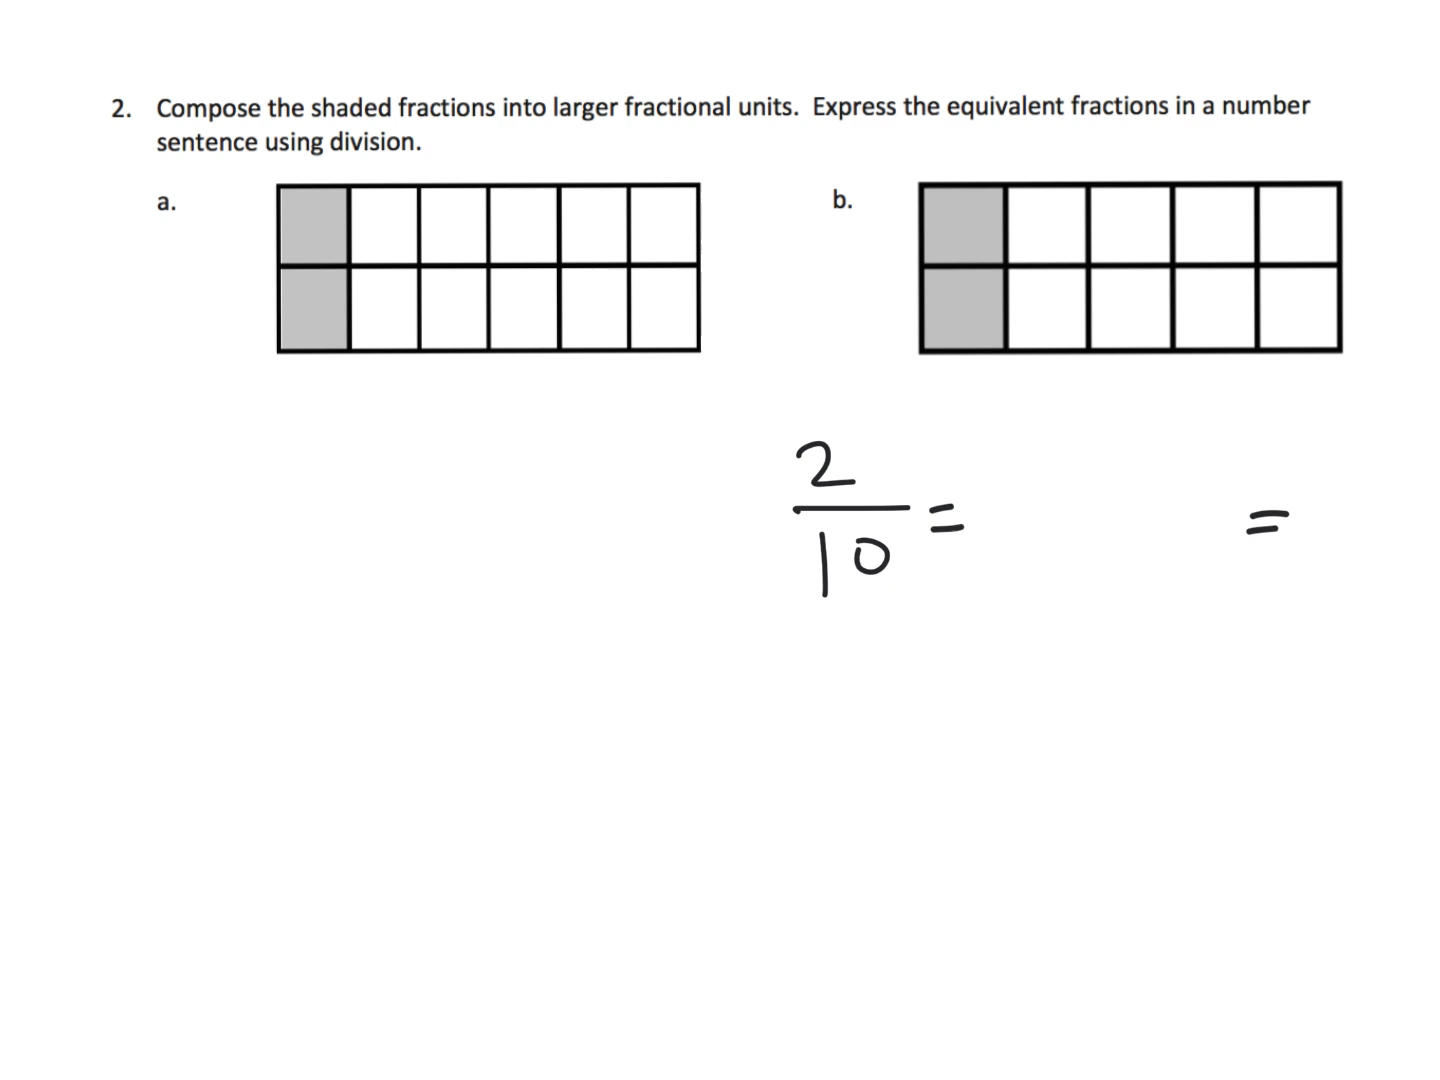 2. Compose the shaded fractions into larger fractional units. Express the equivalent fractions in a number
sentence using division.
a.
b.
2
= =
10